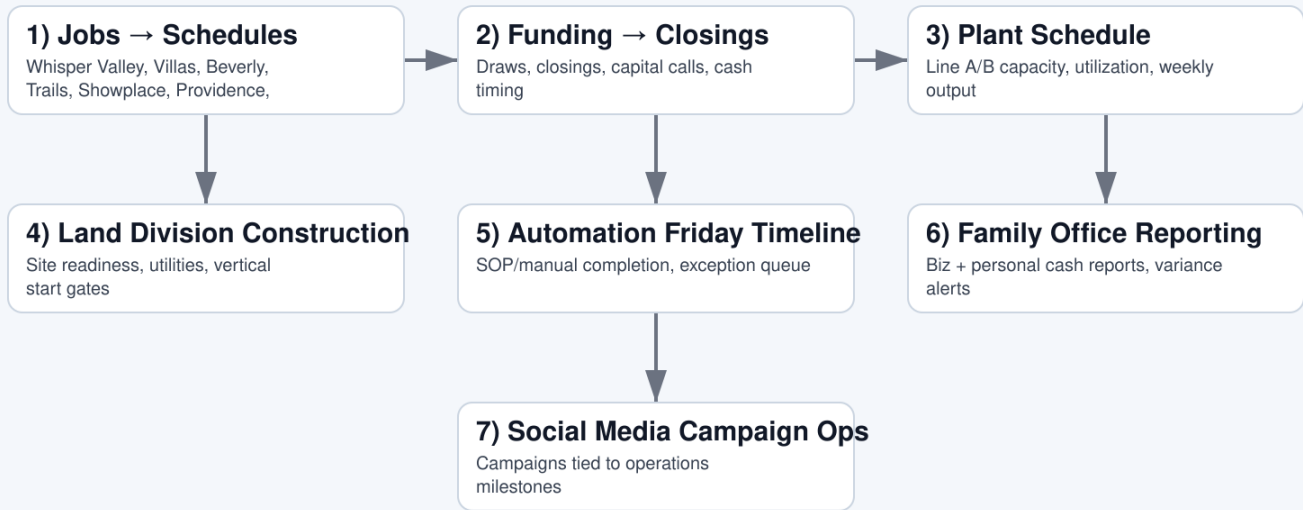 1) Jobs → Schedules
Whisper Valley, Villas, Beverly,
Trails, Showplace, Providence,
2) Funding → Closings
Draws, closings, capital calls, cash
timing
3) Plant Schedule
Line A/B capacity, utilization, weekly
output
4) Land Division Construction
Site readiness, utilities, vertical
start gates
5) Automation Friday Timeline
SOP/manual completion, exception queue
6) Family Office Reporting
Biz + personal cash reports, variance
alerts
7) Social Media Campaign Ops
Campaigns tied to operations
milestones